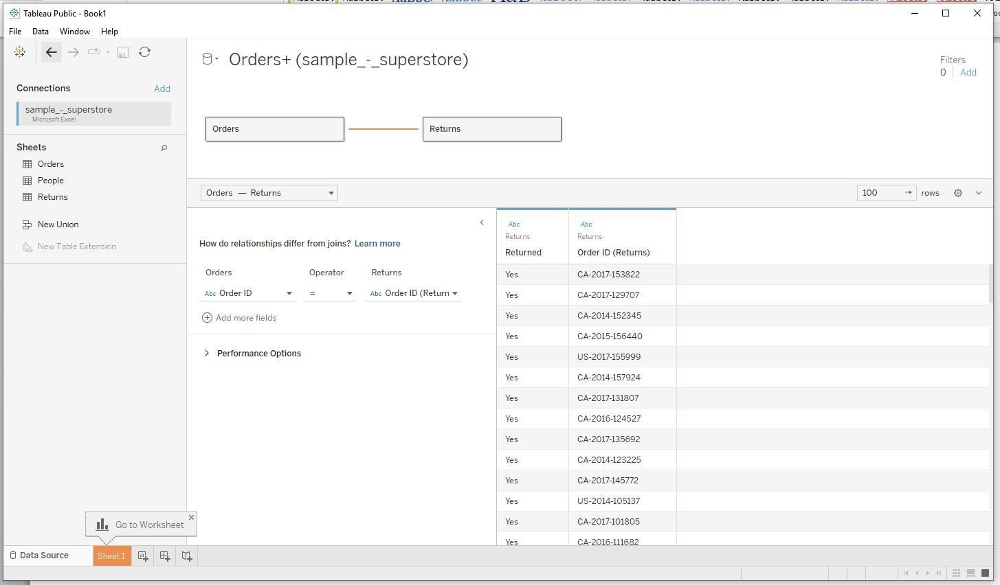 Tableau Public - Book1
File Data Window Help
Orders+ (sample_-_superstore)
Filters
0 Add
Connections Add
sample_-_superstore
Microsoft Excel
Orders Returns
Sheets
Orders
People
Returns
New Union
New Table Extension
Orders — Returns
100 rows
How do relationships differ from joins? Learn more
Orders Operator Returns
Abc Order ID = Abc Order ID (Return
Add more fields
Performance Options
Abc Abc
Returns Returns
Returned Order ID (Returns)
Yes CA-2017-153822
Yes CA-2017-129707
Yes CA-2014-152345
Yes CA-2015-156440
Yes US-2017-155999
Yes CA-2014-157924
Yes CA-2017-131807
Yes CA-2016-124527
Yes CA-2017-135692
Yes CA-2014-123225
Yes CA-2017-145772
Yes US-2014-105137
Yes CA-2017-101805
Yes CA-2016-111682
Go to Worksheet
Data Source Sheet 1